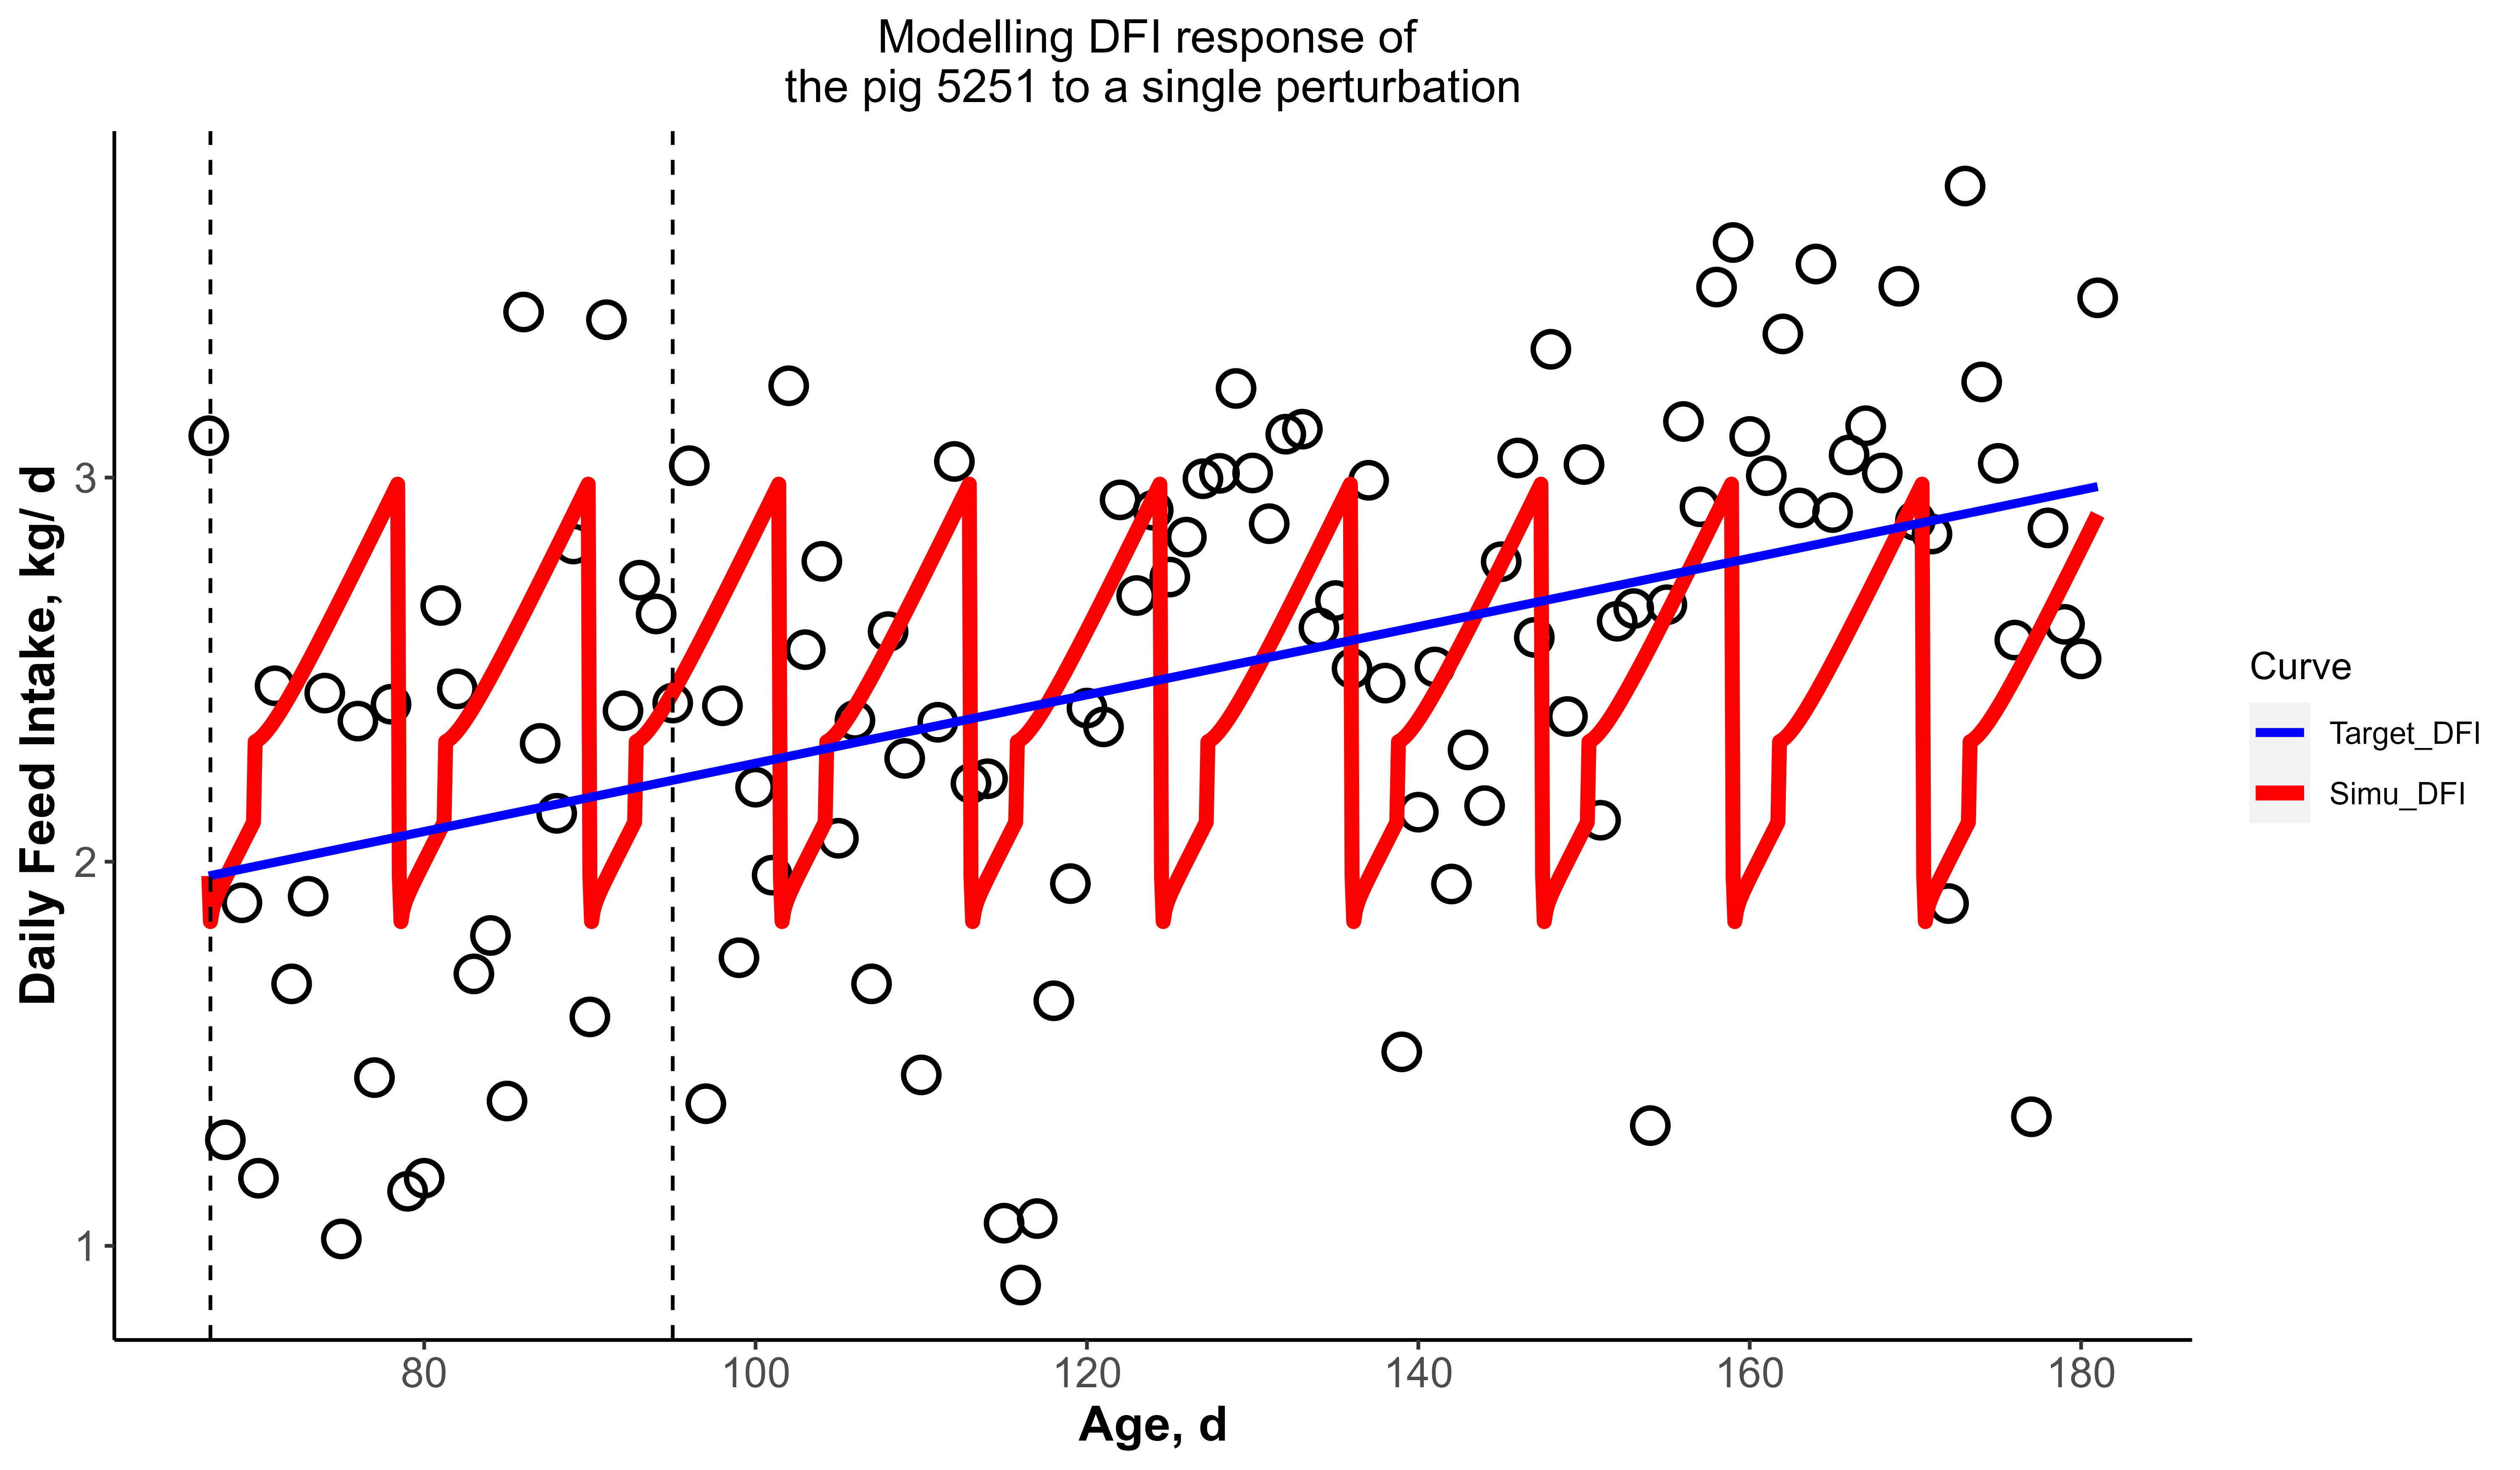 Modelling DFI response of
the pig 5251 to a single perturbation
Daily Feed Intake, kg/ d
3
2
1
80
100
120
140
160
180
Age, d
Curve
Target_DFI
Simu_DFI